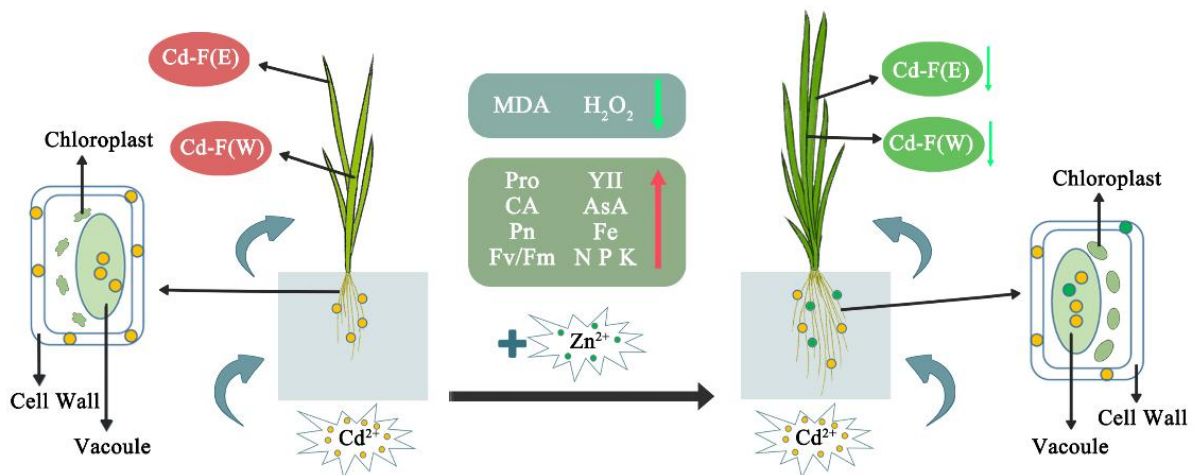 Cd-F(E)
Cd-F(W)
Chloroplast
Cell Wall
Vacoule
Cd²⁺
MDA H₂O₂
Pro YII
CA AsA
Pn Fe
Fv/Fm N P K
Zn²⁺
Cd-F(E)
Cd-F(W)
Chloroplast
Cell Wall
Vacoule
Cd²⁺